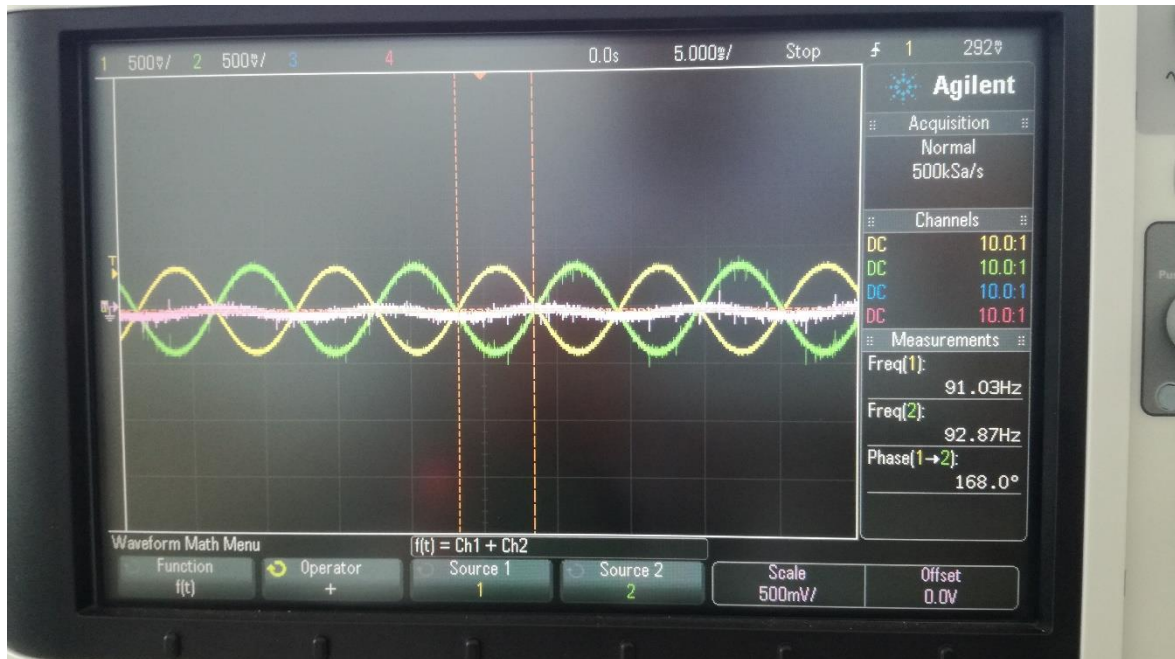 1 500㎷/ 2 500㎷/ 3 4 0.0s 5.000㎳/ Stop 1 292㎷
Agilent
Acquisition
Normal
500kSa/s
Channels
DC 10.0:1
DC 10.0:1
DC 10.0:1
DC 10.0:1
Measurements
Freq(1):
91.03Hz
Freq(2):
92.87Hz
Phase(1→2):
168.0°
T
Waveform Math Menu
f(t) = Ch1 + Ch2
Function
f(t)
Operator
+
Source 1
1
Source 2
2
Scale
500mV/
Offset
0.0V